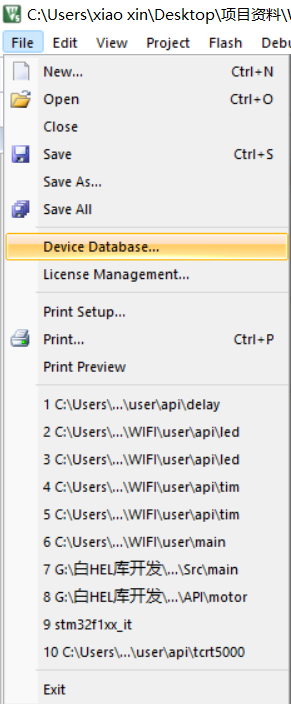 C:\Users\xiao xin\Desktop\项目资料\
File Edit View Project Flash Debu
New... Ctrl+N
Open Ctrl+O
Close
Save Ctrl+S
Save As...
Save All
Device Database...
License Management...
Print Setup...
Print... Ctrl+P
Print Preview
1 C:\Users\...\user\api\delay
2 C:\Users\...\WIFI\user\api\led
3 C:\Users\...\WIFI\user\api\led
4 C:\Users\...\WIFI\user\api\tim
5 C:\Users\...\WIFI\user\api\tim
6 C:\Users\...\WIFI\user\main
7 G:\白HEL库开发\...\Src\main
8 G:\白HEL库开发\...\API\motor
9 stm32f1xx_it
10 C:\Users\...\user\api\tcrt5000
Exit